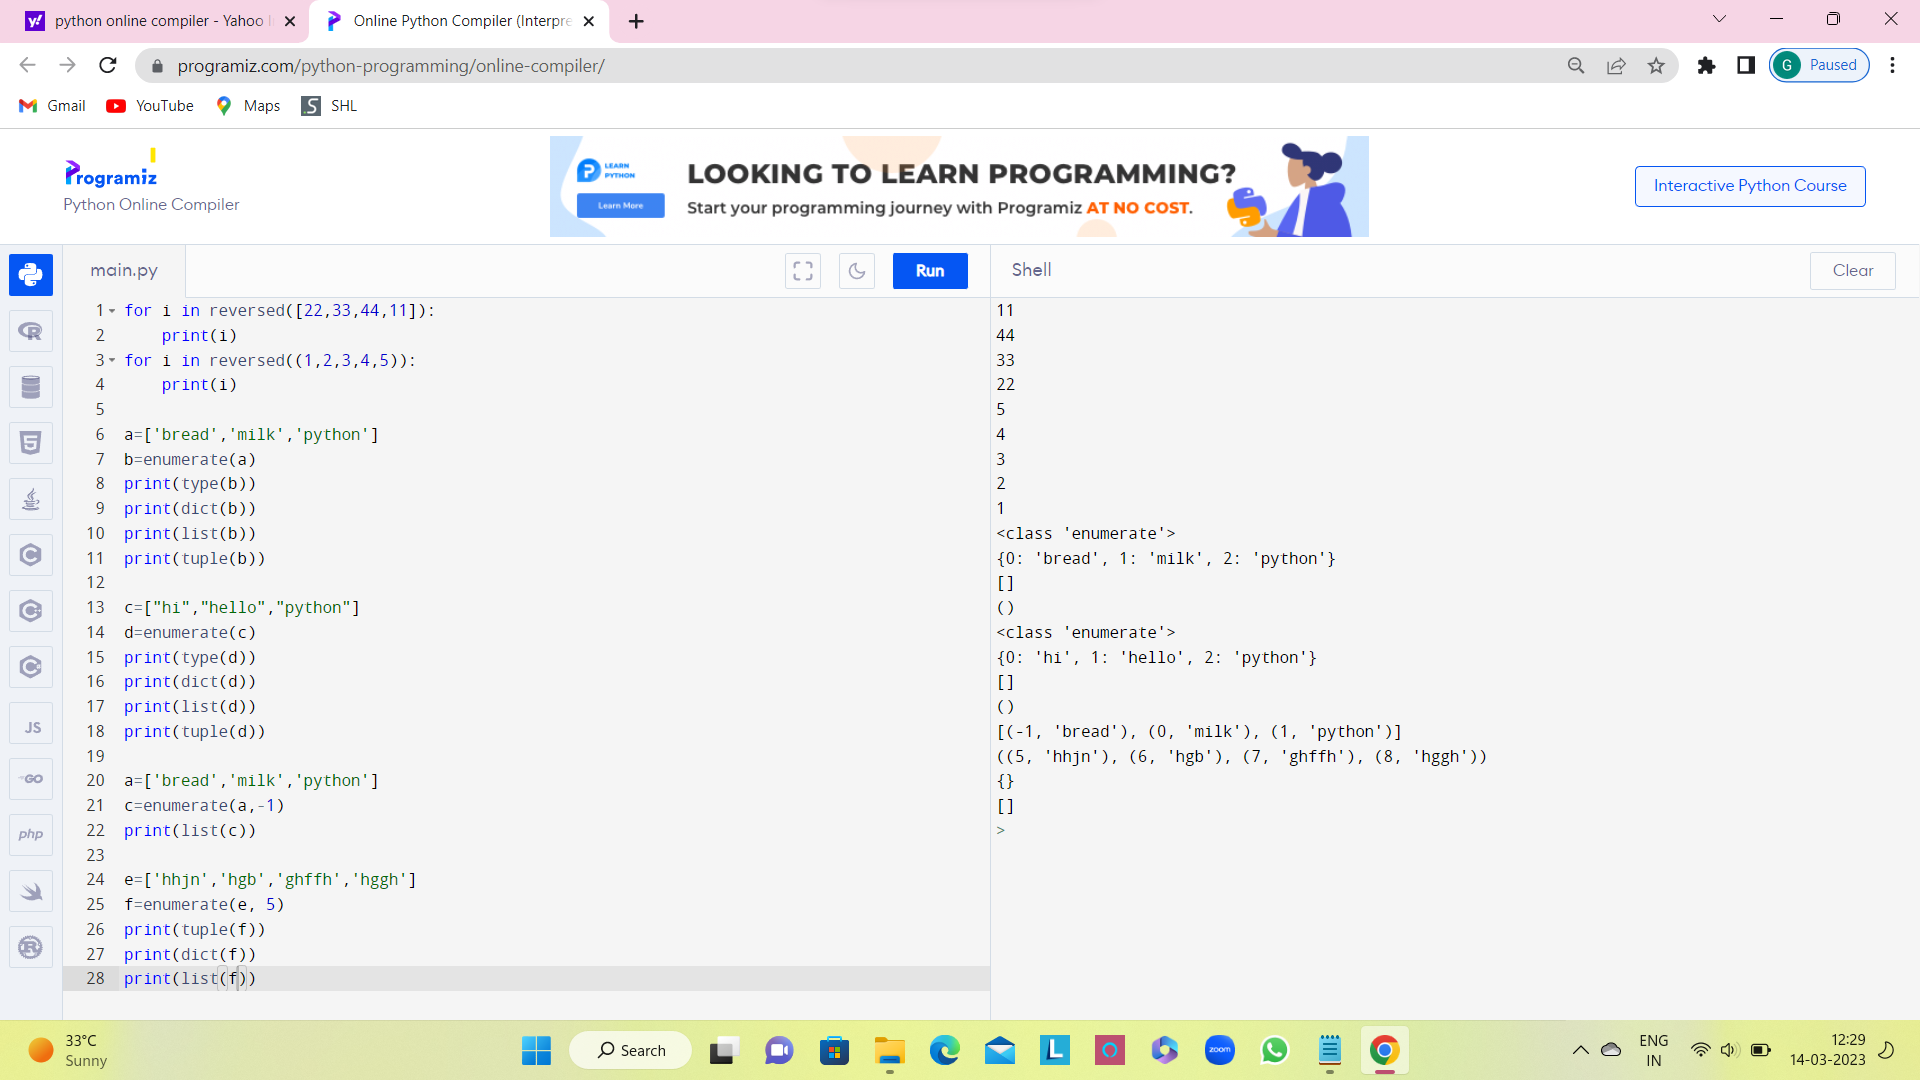 python online compiler - Yahoo I
Online Python Compiler (Interpre
programiz.com/python-programming/online-compiler/
G Paused
Gmail YouTube Maps SHL
Programiz
Python Online Compiler
LEARN PYTHON
Learn More
LOOKING TO LEARN PROGRAMMING?
Start your programming journey with Programiz AT NO COST.
Interactive Python Course
main.py
Run
1 for i in reversed([22,33,44,11]):
2     print(i)
3 for i in reversed((1,2,3,4,5)):
4     print(i)
5
6 a=['bread','milk','python']
7 b=enumerate(a)
8 print(type(b))
9 print(dict(b))
10 print(list(b))
11 print(tuple(b))
12
13 c=["hi","hello","python"]
14 d=enumerate(c)
15 print(type(d))
16 print(dict(d))
17 print(list(d))
18 print(tuple(d))
19
20 a=['bread','milk','python']
21 c=enumerate(a,-1)
22 print(list(c))
23
24 e=['hhjn','hgb','ghffh','hggh']
25 f=enumerate(e, 5)
26 print(tuple(f))
27 print(dict(f))
28 print(list(f))
Shell
Clear
11
44
33
22
5
4
3
2
1
<class 'enumerate'>
{0: 'bread', 1: 'milk', 2: 'python'}
[]
()
<class 'enumerate'>
{0: 'hi', 1: 'hello', 2: 'python'}
[]
()
[(-1, 'bread'), (0, 'milk'), (1, 'python')]
((5, 'hhjn'), (6, 'hgb'), (7, 'ghffh'), (8, 'hggh'))
{}
[]
>
JS
GO
php
33°C
Sunny
Search
zoom
ENG
IN
12:29
14-03-2023